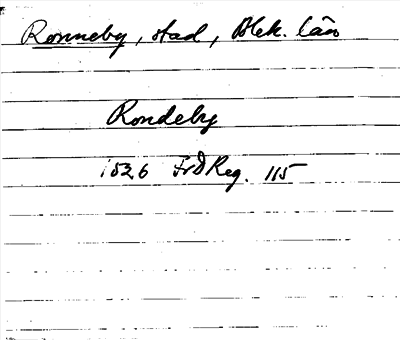 Ronneby, stad, Blek. län
Rondeby
1526 FrDReg. 115